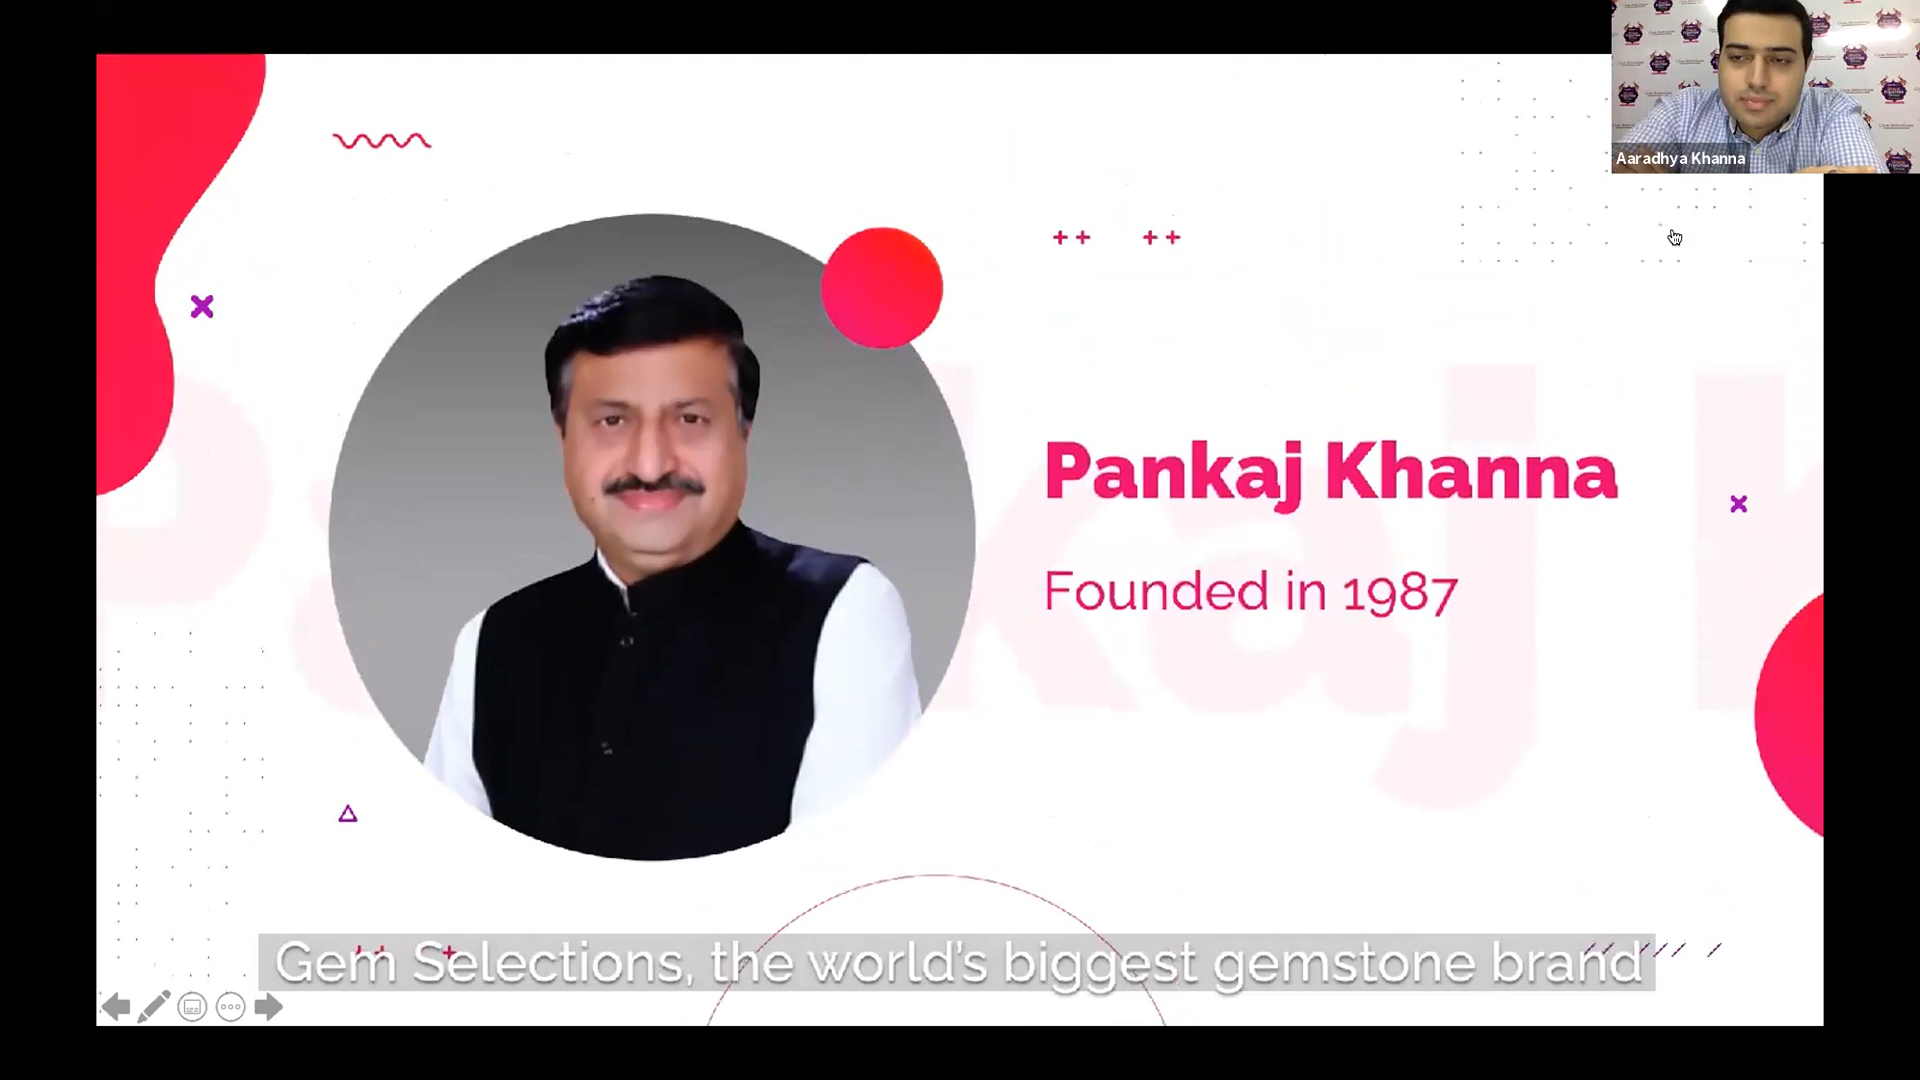 Aaradhya Khanna
Pankaj Khanna
Founded in 1987
Gem Selections, the world's biggest gemstone brand